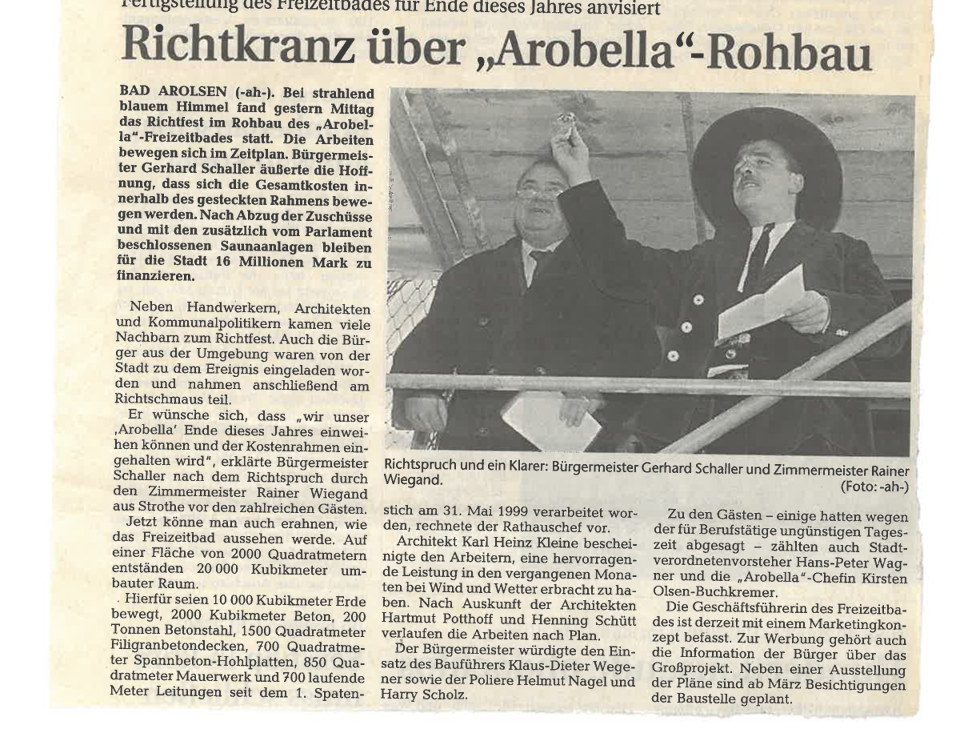 Fertigstellung des Freizeitbades für Ende dieses Jahres anvisiert
Richtkranz über „Arobella“-Rohbau
BAD AROLSEN (-ah-). Bei strahlend
blauem Himmel fand gestern Mittag
das Richtfest im Rohbau des „Arobel-
la“-Freizeitbades statt. Die Arbeiten
bewegen sich im Zeitplan. Bürgermeis-
ter Gerhard Schaller äußerte die Hoff-
nung, dass sich die Gesamtkosten in-
nerhalb des gesteckten Rahmens bewe-
gen werden. Nach Abzug der Zuschüsse
und mit den zusätzlich vom Parlament
beschlossenen Saunaanlagen bleiben
für die Stadt 16 Millionen Mark zu
finanzieren.
Neben Handwerkern, Architekten
und Kommunalpolitikern kamen viele
Nachbarn zum Richtfest. Auch die Bür-
ger aus der Umgebung waren von der
Stadt zu dem Ereignis eingeladen wor-
den und nahmen anschließend am
Richtschmaus teil.
Er wünsche sich, dass „wir unser
‚Arobella‘ Ende dieses Jahres einwei-
hen können und der Kostenrahmen ein-
gehalten wird“, erklärte Bürgermeister
Schaller nach dem Richtspruch durch
den Zimmermeister Rainer Wiegand
aus Strothe vor den zahlreichen Gästen.
Jetzt könne man auch erahnen, wie
das Freizeitbad aussehen werde. Auf
einer Fläche von 2000 Quadratmetern
entständen 20 000 Kubikmeter um-
bauter Raum.
Hierfür seien 10 000 Kubikmeter Erde
bewegt, 2000 Kubikmeter Beton, 200
Tonnen Betonstahl, 1500 Quadratmeter
Filigranbetondecken, 700 Quadratme-
ter Spannbeton-Hohlplatten, 850 Qua-
dratmeter Mauerwerk und 700 laufende
Meter Leitungen seit dem 1. Spaten-
Richtspruch und ein Klarer: Bürgermeister Gerhard Schaller und Zimmermeister Rainer
Wiegand.
(Foto: -ah-)
stich am 31. Mai 1999 verarbeitet wor-
den, rechnete der Rathauschef vor.
Architekt Karl Heinz Kleine beschei-
nigte den Arbeitern, eine hervorragen-
de Leistung in den vergangenen Mona-
ten bei Wind und Wetter erbracht zu ha-
ben. Nach Auskunft der Architekten
Hartmut Potthoff und Henning Schütt
verlaufen die Arbeiten nach Plan.
Der Bürgermeister würdigte den Ein-
satz des Bauführers Klaus-Dieter Wege-
ner sowie der Poliere Helmut Nagel und
Harry Scholz.
Zu den Gästen – einige hatten wegen
der für Berufstätige ungünstigen Tages-
zeit abgesagt – zählten auch Stadt-
verordnetenvorsteher Hans-Peter Wag-
ner und die „Arobella“-Chefin Kirsten
Olsen-Buchkremer.
Die Geschäftsführerin des Freizeitba-
des ist derzeit mit einem Marketingkon-
zept befasst. Zur Werbung gehört auch
die Information der Bürger über das
Großprojekt. Neben einer Ausstellung
der Pläne sind ab März Besichtigungen
der Baustelle geplant.